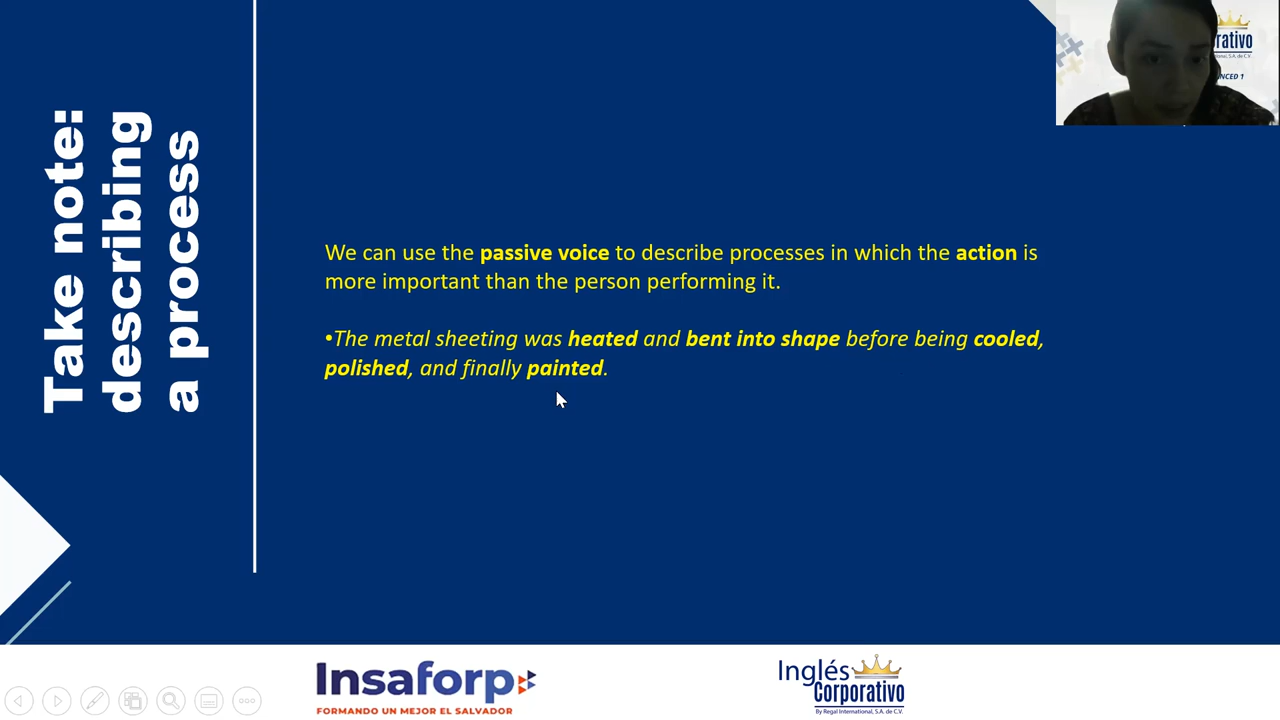 Take note:
describing
a process
We can use the passive voice to describe processes in which the action is
more important than the person performing it.
•The metal sheeting was heated and bent into shape before being cooled,
polished, and finally painted.
rativo
NCED 1
Insaforp
FORMANDO UN MEJOR EL SALVADOR
Inglés
Corporativo
By Regal International, S.A. de C.V.